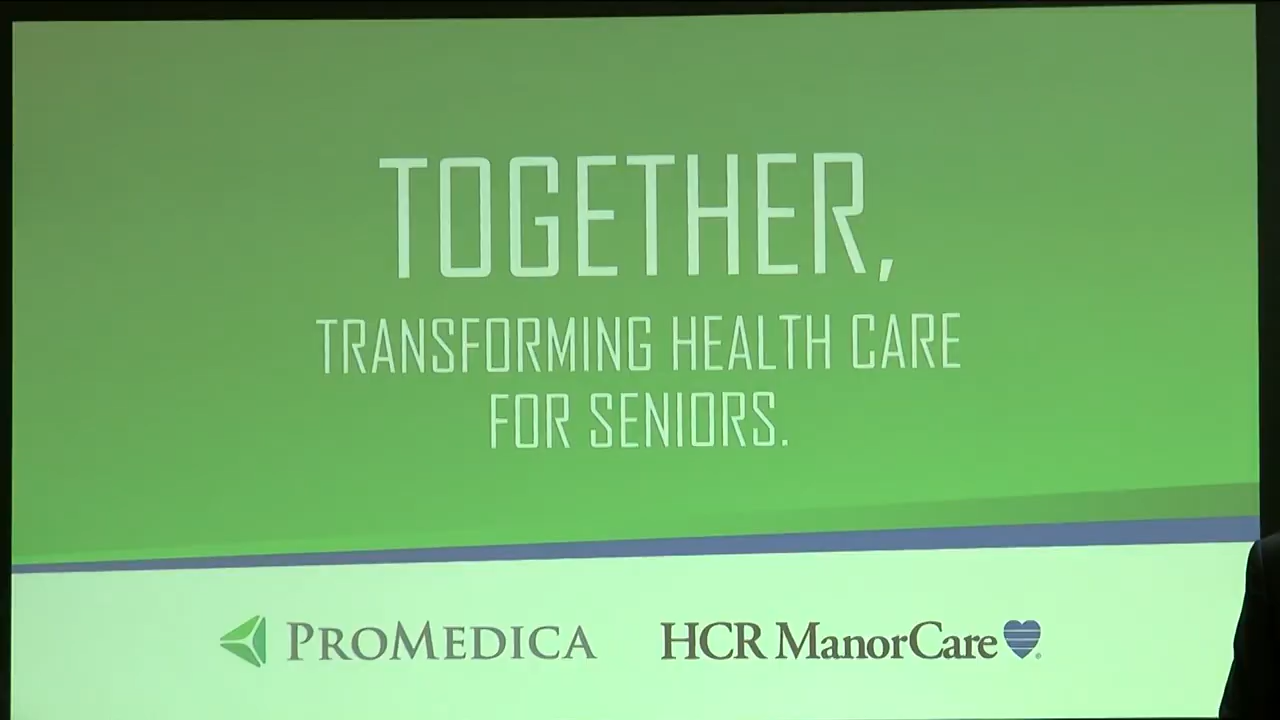 TOGETHER,
TRANSFORMING HEALTH CARE
FOR SENIORS.
PROMEDICA HCR ManorCare